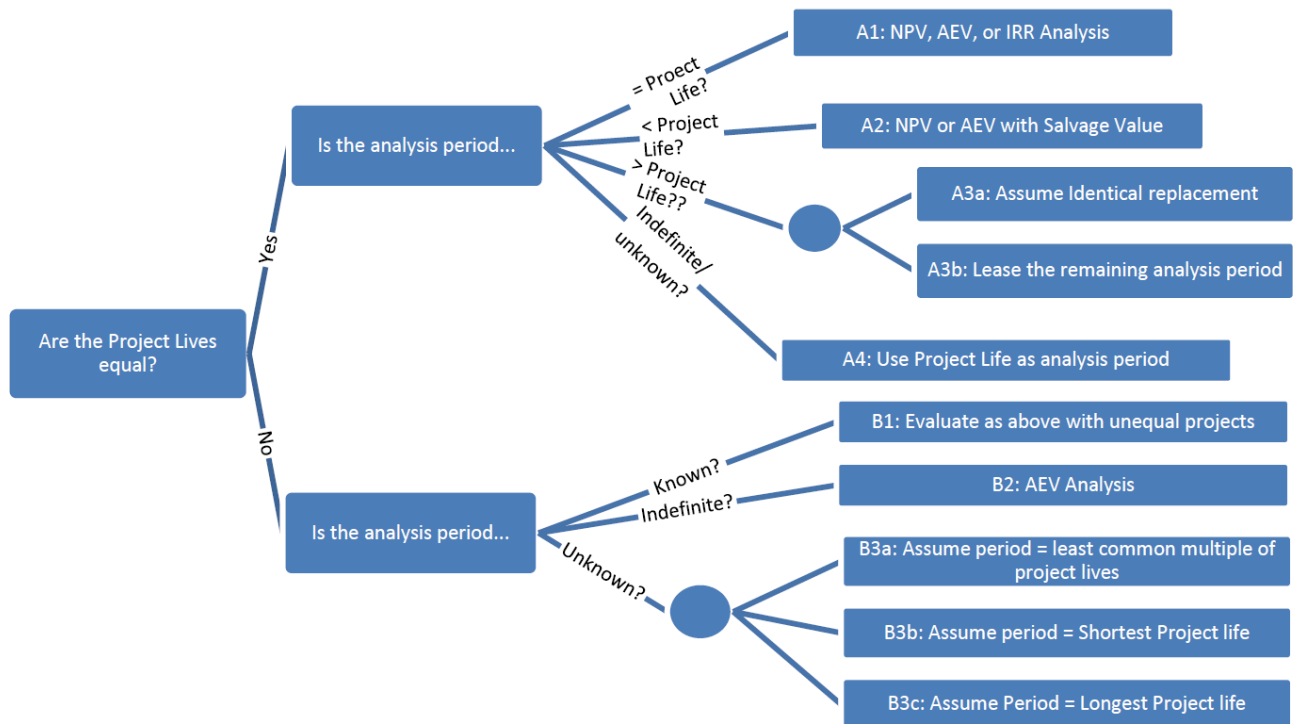 Are the Project Lives
equal?
Yes
No
Is the analysis period...
= Proect
Life?
< Project
Life?
> Project
Life??
Indefinite/
unknown?
A1: NPV, AEV, or IRR Analysis
A2: NPV or AEV with Salvage Value
A3a: Assume Identical replacement
A3b: Lease the remaining analysis period
A4: Use Project Life as analysis period
Is the analysis period...
Known?
Indefinite?
Unknown?
B1: Evaluate as above with unequal projects
B2: AEV Analysis
B3a: Assume period = least common multiple of
project lives
B3b: Assume period = Shortest Project life
B3c: Assume Period = Longest Project life